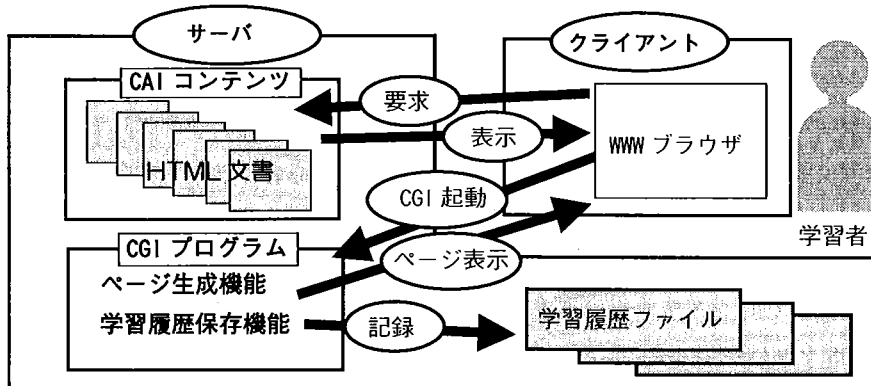 サーバ
クライアント
CAI コンテンツ
要求
表示
WWW ブラウザ
HTML 文書
CGI 起動
学習者
CGI プログラム
ページ表示
ページ生成機能
学習履歴保存機能
記録
学習履歴ファイル